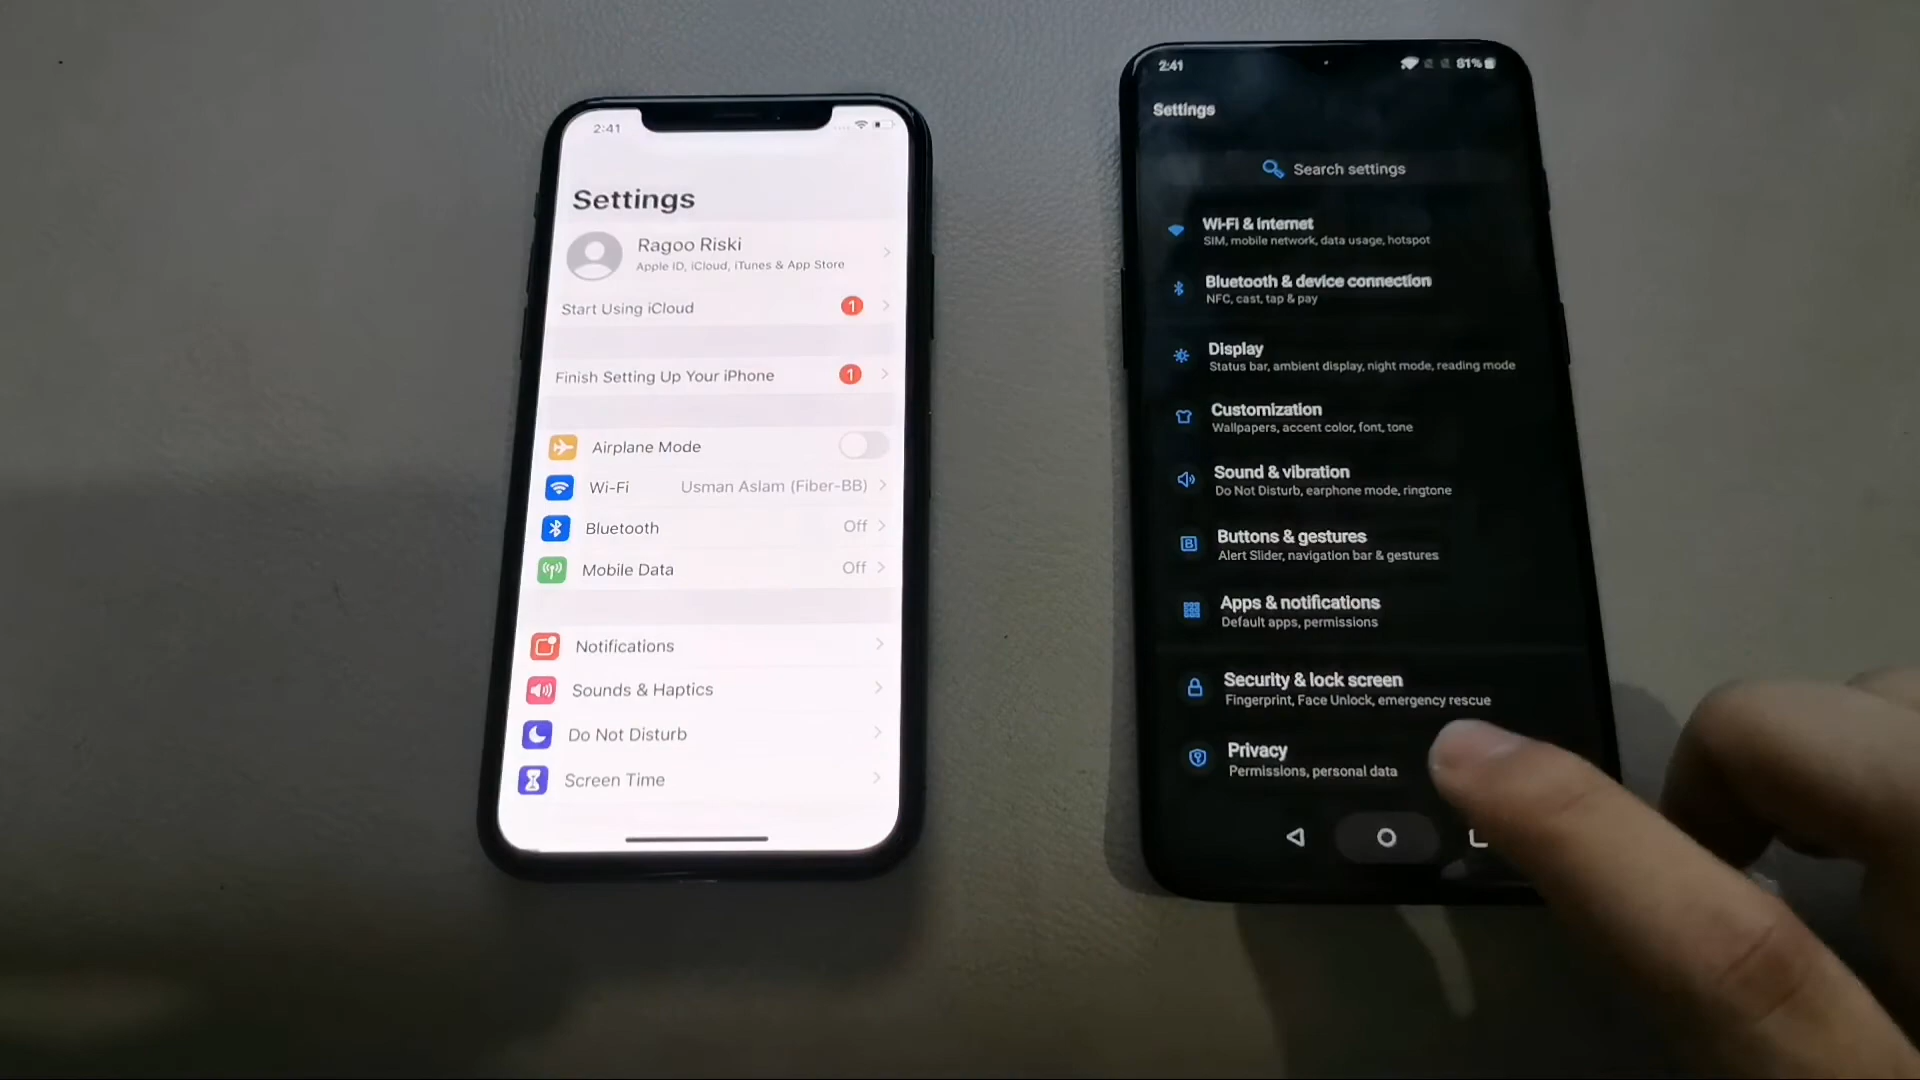 2:41
Settings
Ragoo Riski
Apple ID, iCloud, iTunes & App Store
Start Using iCloud 1
Finish Setting Up Your iPhone 1
Airplane Mode
Wi-Fi Usman Aslam (Fiber-BB)
Bluetooth Off
Mobile Data Off
Notifications
Sounds & Haptics
Do Not Disturb
Screen Time
2:41 81%
Settings
Search settings
Wi-Fi & internet
SIM, mobile network, data usage, hotspot
Bluetooth & device connection
NFC, cast, tap & pay
Display
Status bar, ambient display, night mode, reading mode
Customization
Wallpapers, accent color, font, tone
Sound & vibration
Do Not Disturb, earphone mode, ringtone
Buttons & gestures
Alert Slider, navigation bar & gestures
Apps & notifications
Default apps, permissions
Security & lock screen
Fingerprint, Face Unlock, emergency rescue
Privacy
Permissions, personal data